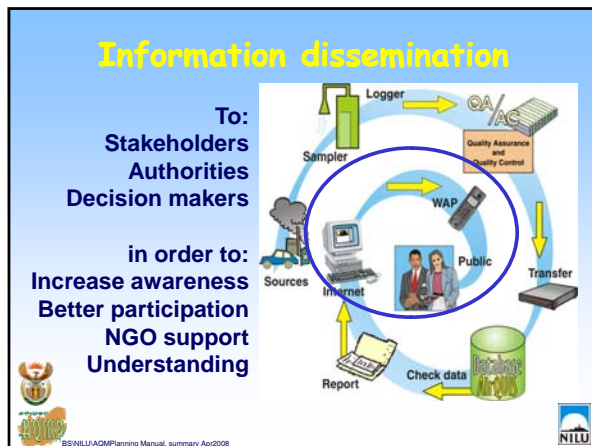 Information dissemination
To:
Stakeholders
Authorities
Decision makers
in order to:
Increase awareness
Better participation
NGO support
Understanding
Logger
QA/
Sampler
Quality Assurance
and
Quality Control
WAP
Public
Sources
Internet
Transfer
Report
Check data
Database
AirQUIS
BS\NILU\AQMPlanning Manual, summary Apr2008
NILU